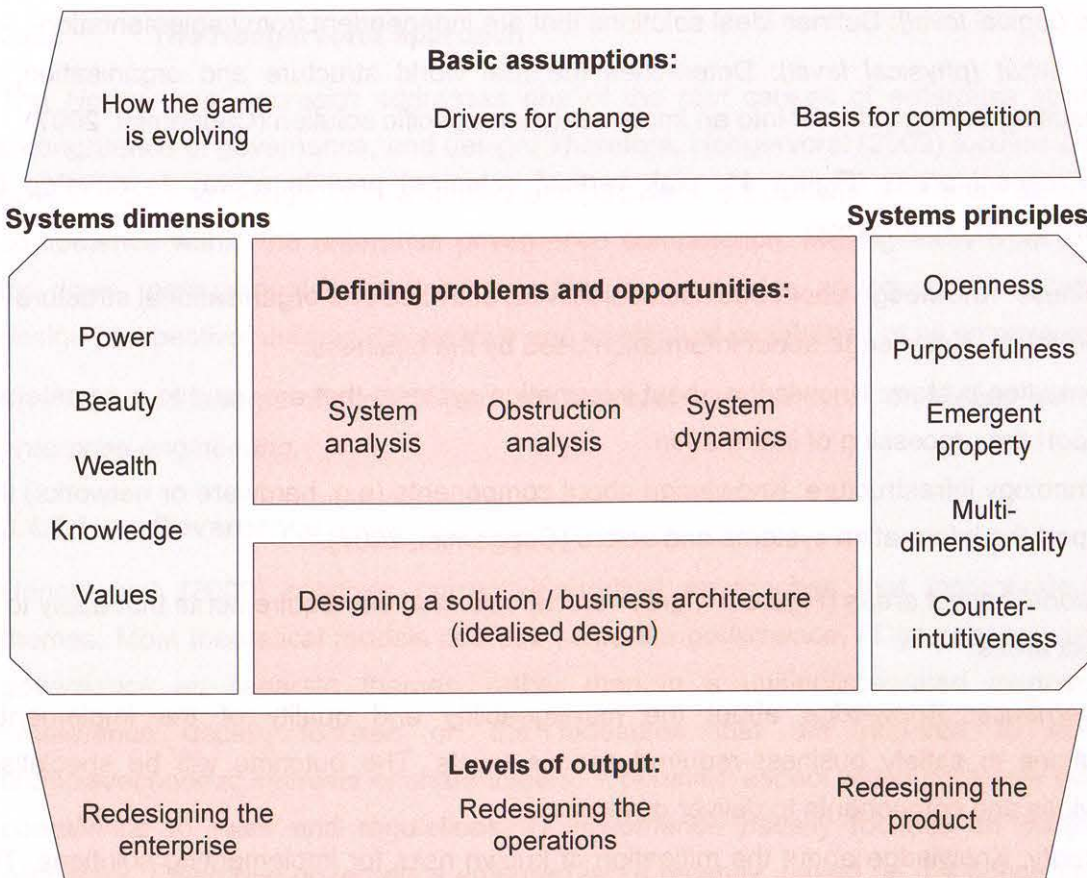 Basic assumptions:
How the game
is evolving
Drivers for change
Basis for competition
Systems dimensions
Power
Beauty
Wealth
Knowledge
Values
Defining problems and opportunities:
System
analysis
Obstruction
analysis
System
dynamics
Designing a solution / business architecture
(idealised design)
Systems principles
Openness
Purposefulness
Emergent
property
Multi-
dimensionality
Counter-
intuitiveness
Levels of output:
Redesigning the
enterprise
Redesigning the
operations
Redesigning the
product